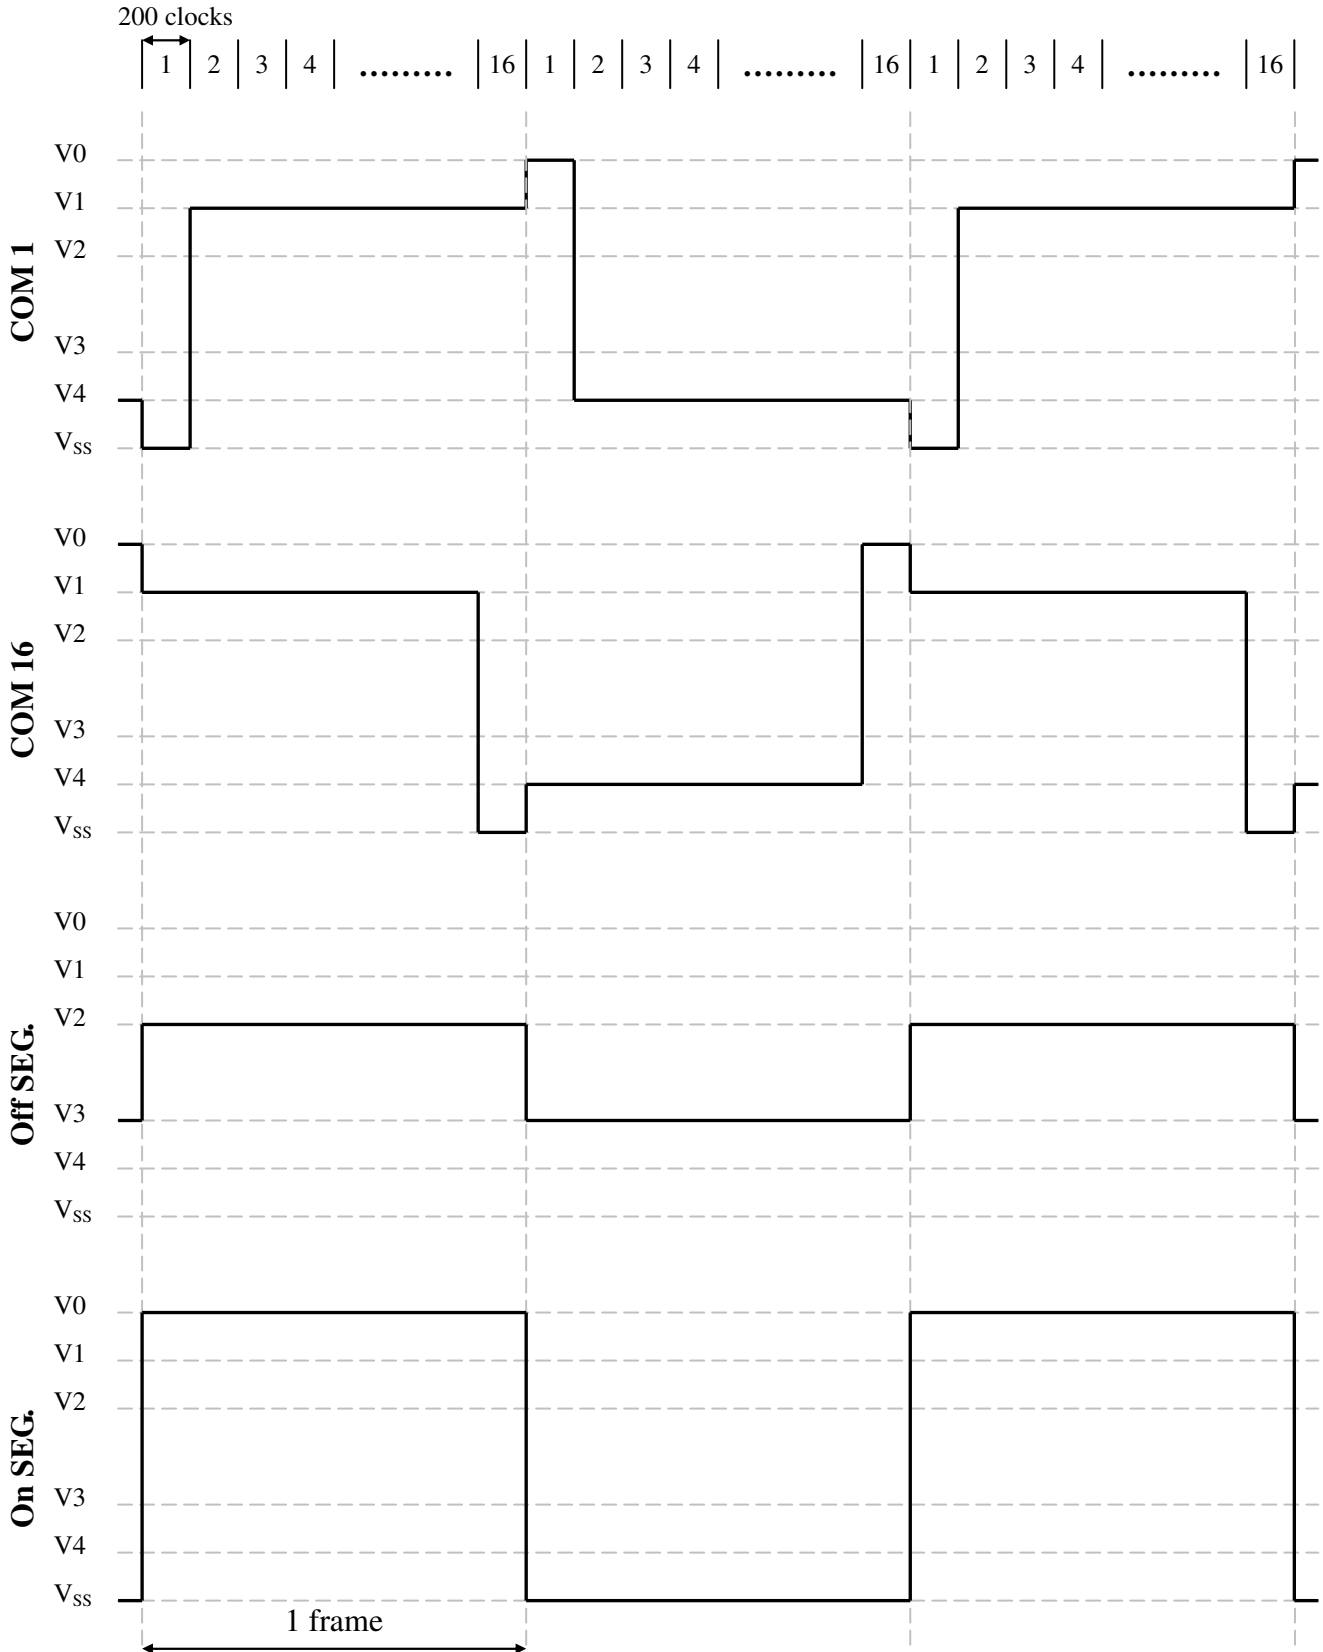 200 clocks
1 2 3 4 ......... 16 1 2 3 4 ......... 16 1 2 3 4 ......... 16
COM 1
V0
V1
V2
V3
V4
VSS
COM 16
V0
V1
V2
V3
V4
VSS
Off SEG.
V0
V1
V2
V3
V4
VSS
On SEG.
V0
V1
V2
V3
V4
VSS
1 frame